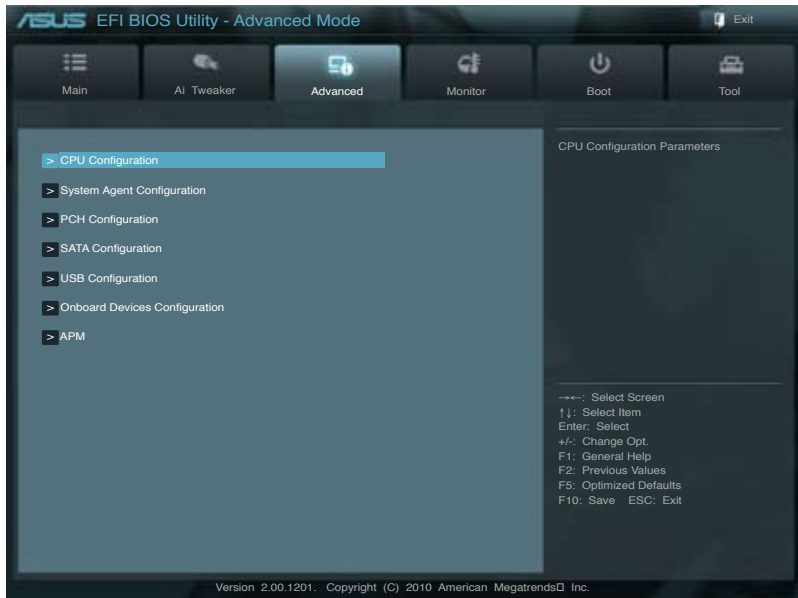 ASUS EFI BIOS Utility - Advanced Mode
Exit
Main
Ai Tweaker
Advanced
Monitor
Boot
Tool
> CPU Configuration
> System Agent Configuration
> PCH Configuration
> SATA Configuration
> USB Configuration
> Onboard Devices Configuration
> APM
CPU Configuration Parameters
→←: Select Screen
↑↓: Select Item
Enter: Select
+/-: Change Opt.
F1: General Help
F2: Previous Values
F5: Optimized Defaults
F10: Save ESC: Exit
Version 2.00.1201. Copyright (C) 2010 American Megatrends□ Inc.